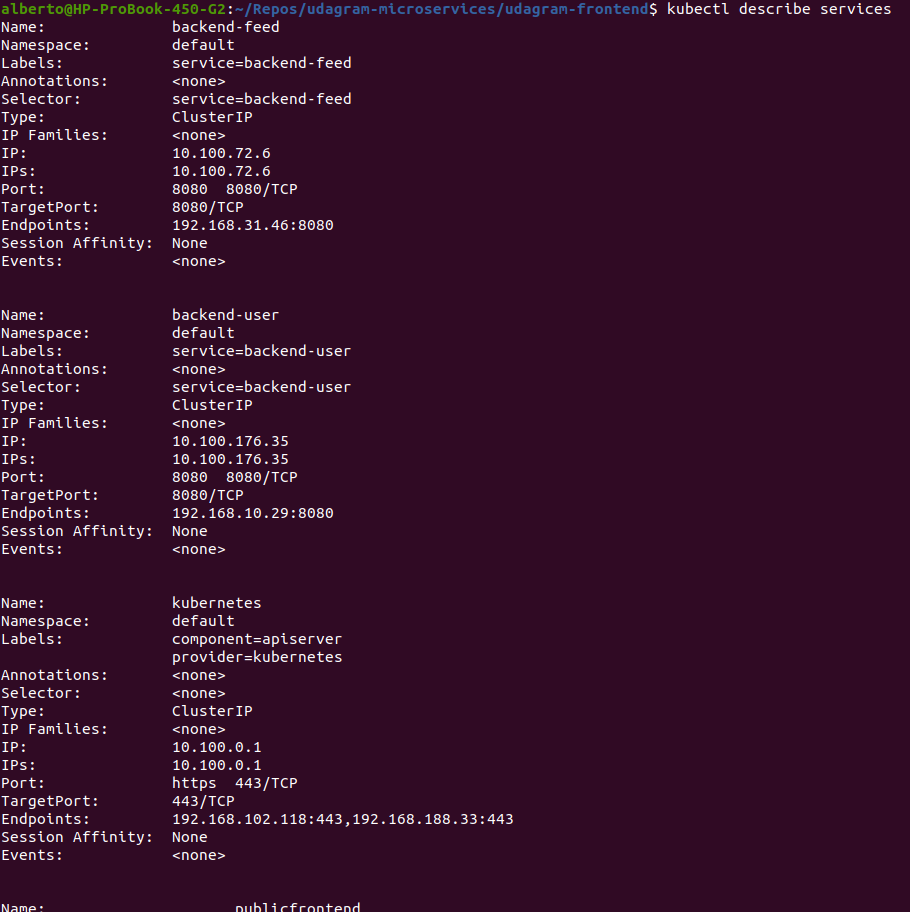 alberto@HP-ProBook-450-G2:~/Repos/udagram-microservices/udagram-frontend$ kubectl describe services
Name:              backend-feed
Namespace:         default
Labels:            service=backend-feed
Annotations:       <none>
Selector:          service=backend-feed
Type:              ClusterIP
IP Families:       <none>
IP:                10.100.72.6
IPs:               10.100.72.6
Port:              8080  8080/TCP
TargetPort:        8080/TCP
Endpoints:         192.168.31.46:8080
Session Affinity:  None
Events:            <none>
Name:              backend-user
Namespace:         default
Labels:            service=backend-user
Annotations:       <none>
Selector:          service=backend-user
Type:              ClusterIP
IP Families:       <none>
IP:                10.100.176.35
IPs:               10.100.176.35
Port:              8080  8080/TCP
TargetPort:        8080/TCP
Endpoints:         192.168.10.29:8080
Session Affinity:  None
Events:            <none>
Name:              kubernetes
Namespace:         default
Labels:            component=apiserver
                   provider=kubernetes
Annotations:       <none>
Selector:          <none>
Type:              ClusterIP
IP Families:       <none>
IP:                10.100.0.1
IPs:               10.100.0.1
Port:              https  443/TCP
TargetPort:        443/TCP
Endpoints:         192.168.102.118:443,192.168.188.33:443
Session Affinity:  None
Events:            <none>
Name:                     publicfrontend